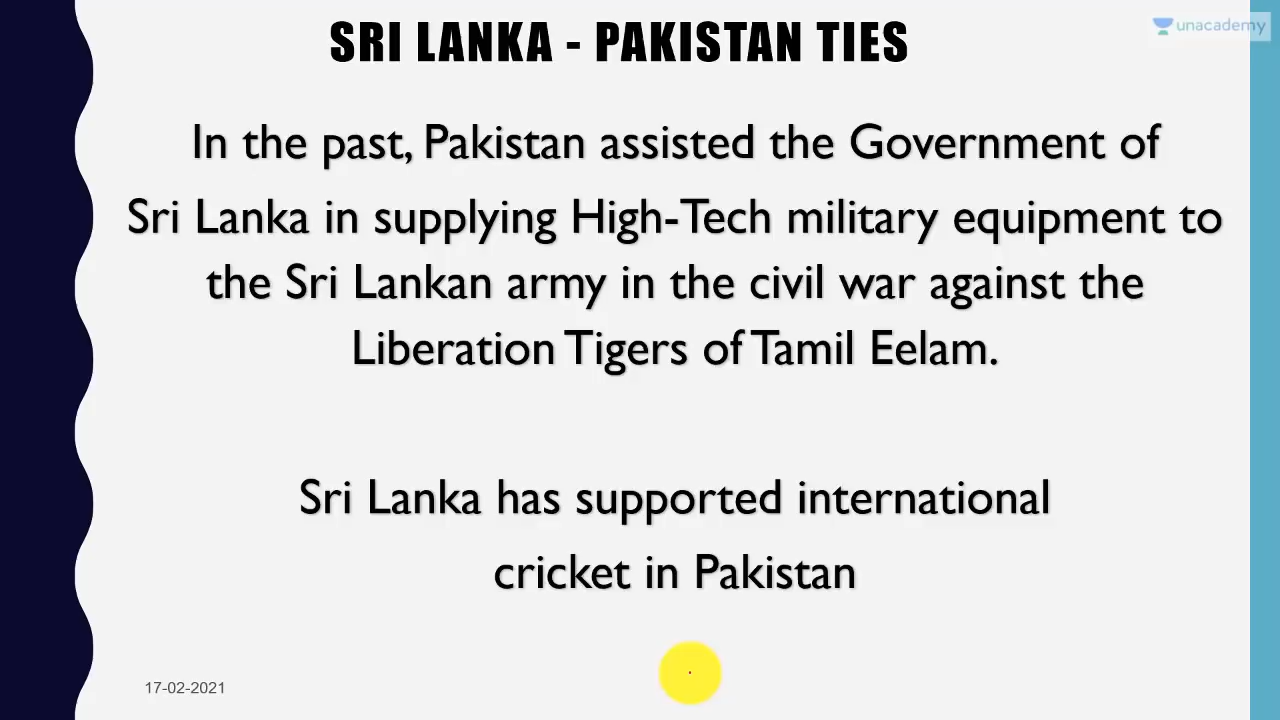 SRI LANKA - PAKISTAN TIES
unacademy
In the past, Pakistan assisted the Government of
Sri Lanka in supplying High-Tech military equipment to
the Sri Lankan army in the civil war against the
Liberation Tigers of Tamil Eelam.
Sri Lanka has supported international
cricket in Pakistan
17-02-2021